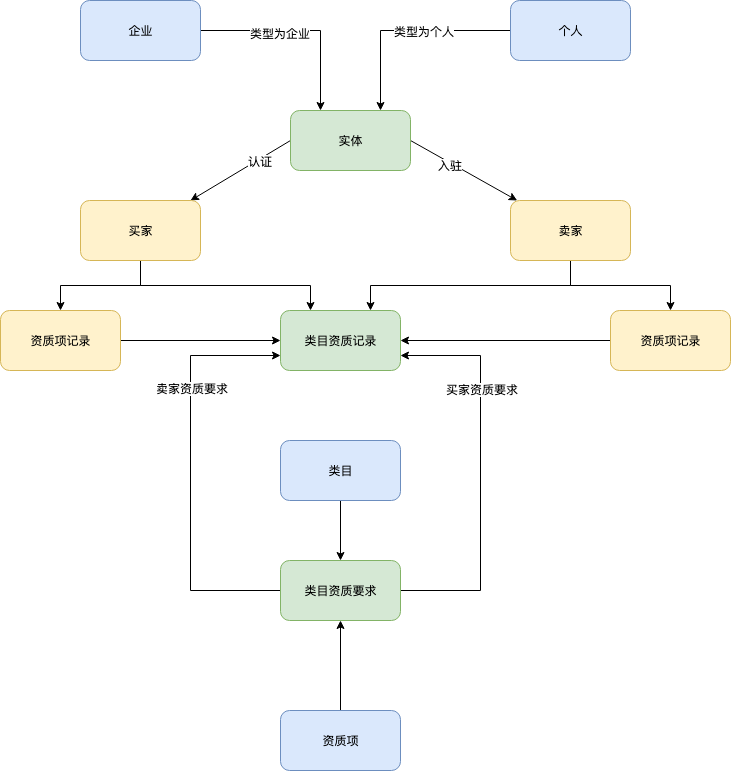 企业
类型为企业
类型为个人
个人
实体
认证
入驻
买家
卖家
资质项记录
类目资质记录
资质项记录
卖家资质要求
买家资质要求
类目
类目资质要求
资质项